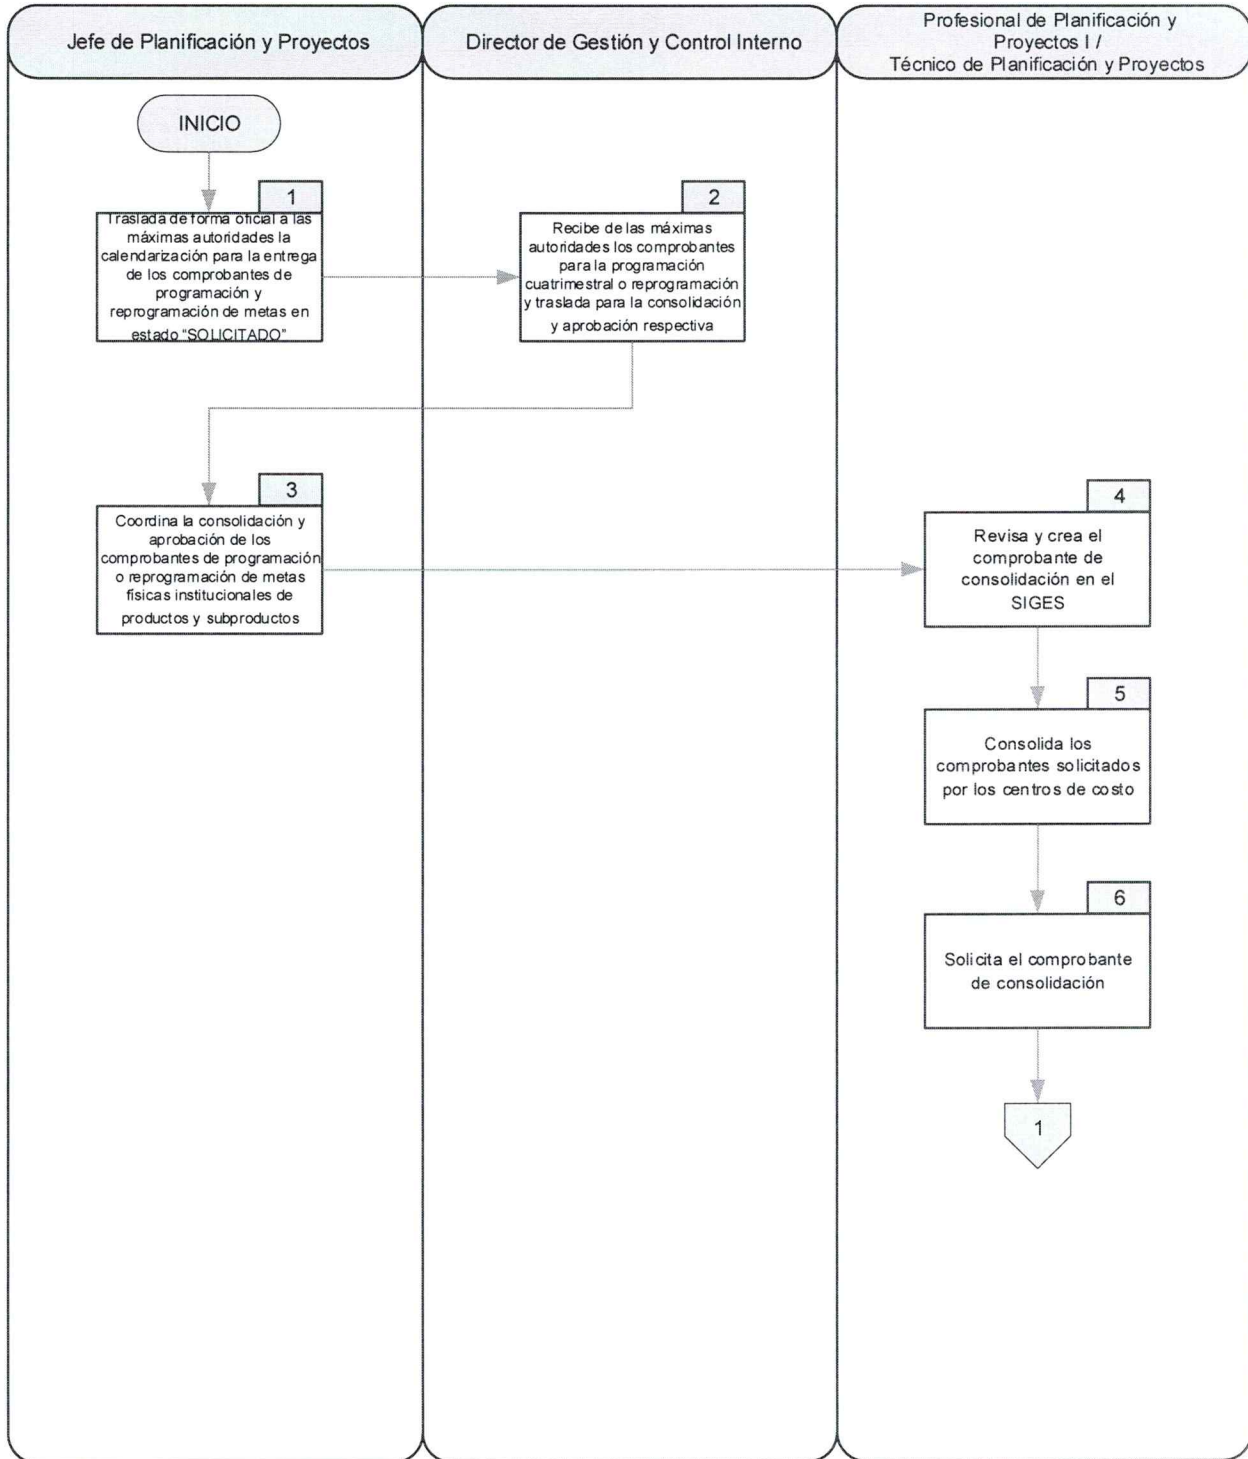 Jefe de Planificación y Proyectos
Director de Gestión y Control Interno
Profesional de Planificación y
Proyectos I /
Técnico de Planificación y Proyectos
INICIO
1
Traslada de forma oficial a las
máximas autoridades la
calendarización para la entrega
de los comprobantes de
programación y
reprogramación de metas en
estado "SOLICITADO"
2
Recibe de las máximas
autoridades los comprobantes
para la programación
cuatrimestral o reprogramación
y traslada para la consolidación
y aprobación respectiva
3
Coordina la consolidación y
aprobación de los
comprobantes de programación
o reprogramación de metas
físicas institucionales de
productos y subproductos
4
Revisa y crea el
comprobante de
consolidación en el
SIGES
5
Consolida los
comprobantes solicitados
por los centros de costo
6
Solicita el comprobante
de consolidación
1